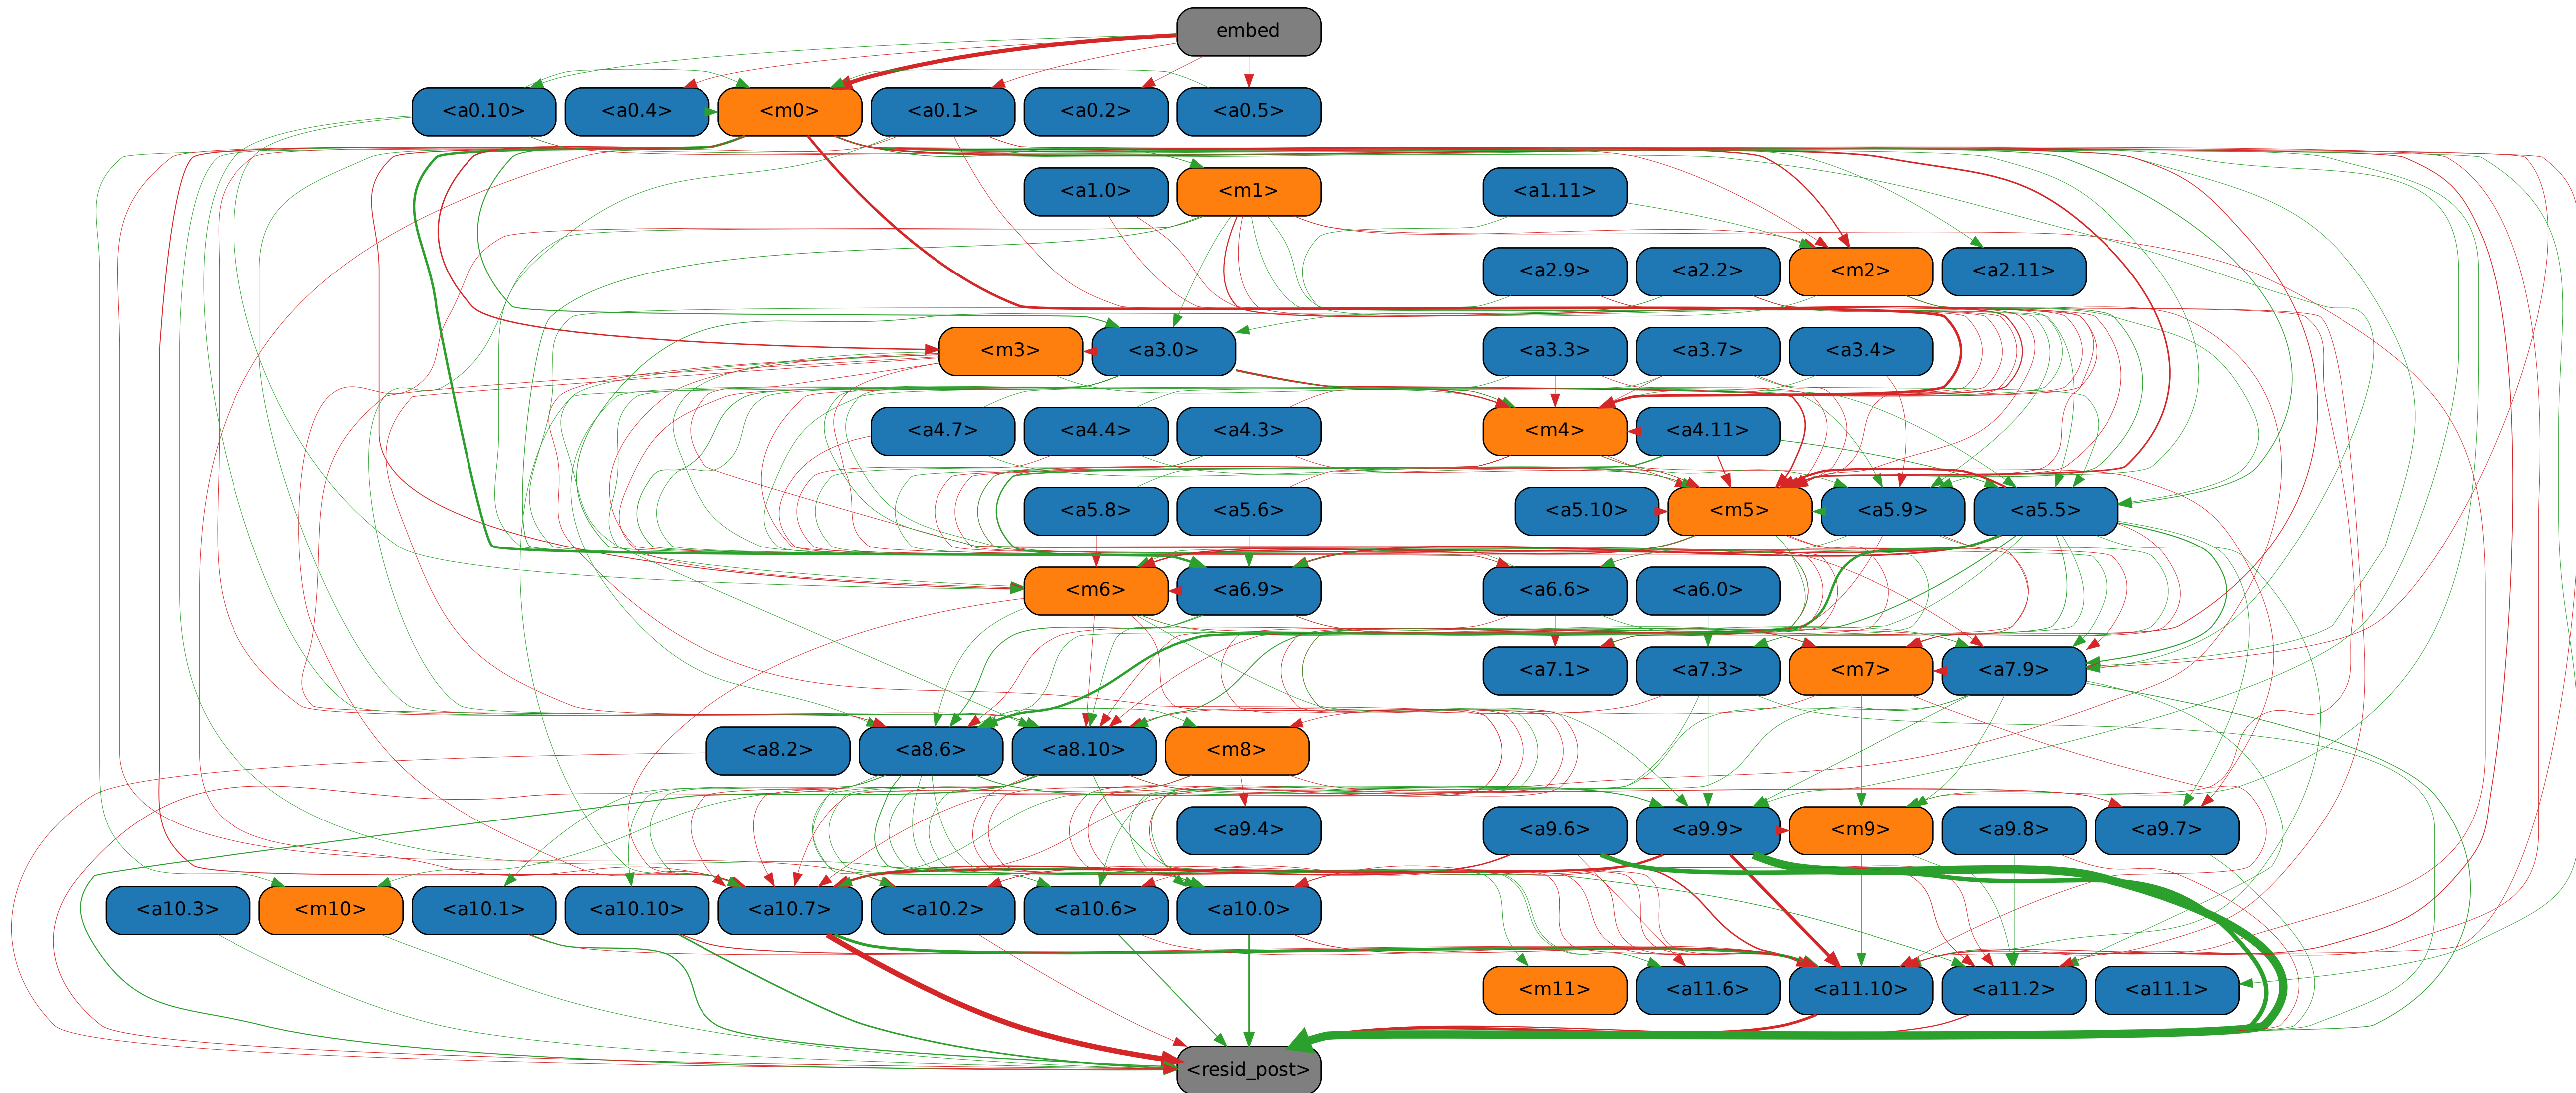 embed
<a0.10> <a0.4> <m0> <a0.1> <a0.2> <a0.5>
<a1.0> <m1> <a1.11>
<a2.9> <a2.2> <m2> <a2.11>
<m3> <a3.0> <a3.3> <a3.7> <a3.4>
<a4.7> <a4.4> <a4.3> <m4> <a4.11>
<a5.8> <a5.6> <a5.10> <m5> <a5.9> <a5.5>
<m6> <a6.9> <a6.6> <a6.0>
<a7.1> <a7.3> <m7> <a7.9>
<a8.2> <a8.6> <a8.10> <m8>
<a9.4> <a9.6> <a9.9> <m9> <a9.8> <a9.7>
<a10.3> <m10> <a10.1> <a10.10> <a10.7> <a10.2> <a10.6> <a10.0>
<m11> <a11.6> <a11.10> <a11.2> <a11.1>
<resid_post>